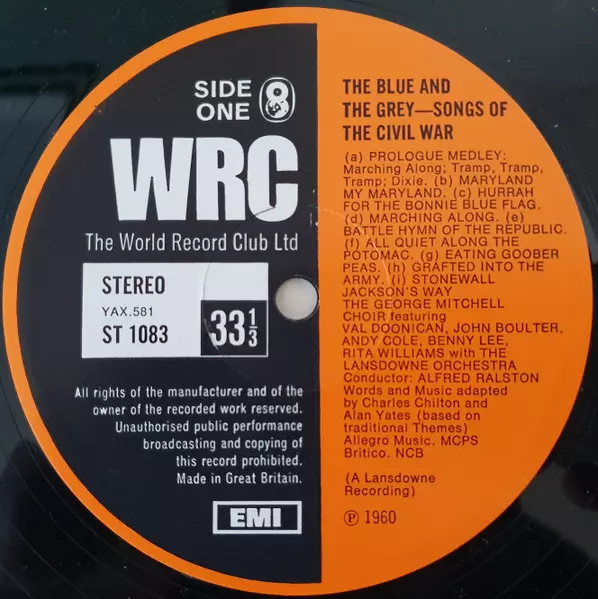 SIDE
ONE 8
WRC
The World Record Club Ltd
STEREO
YAX.581
ST 1083
33 1/3
All rights of the manufacturer and of the
owner of the recorded work reserved.
Unauthorised public performance
broadcasting and copying of
this record prohibited.
Made in Great Britain.
EMI
THE BLUE AND
THE GREY—SONGS OF
THE CIVIL WAR
(a) PROLOGUE MEDLEY:
Marching Along; Tramp, Tramp,
Tramp; Dixie. (b) MARYLAND
MY MARYLAND. (c) HURRAH
FOR THE BONNIE BLUE FLAG.
(d) MARCHING ALONG. (e)
BATTLE HYMN OF THE REPUBLIC.
(f) ALL QUIET ALONG THE
POTOMAC. (g) EATING GOOBER
PEAS. (h) GRAFTED INTO THE
ARMY. (i) STONEWALL
JACKSON'S WAY
THE GEORGE MITCHELL
CHOIR featuring
VAL DOONICAN, JOHN BOULTER,
ANDY COLE, BENNY LEE,
RITA WILLIAMS with THE
LANSDOWNE ORCHESTRA
Conductor: ALFRED RALSTON
Words and Music adapted
by Charles Chilton and
Alan Yates (based on
traditional Themes)
Allegro Music. MCPS
Britico. NCB
(A Lansdowne
Recording)
Ⓟ 1960